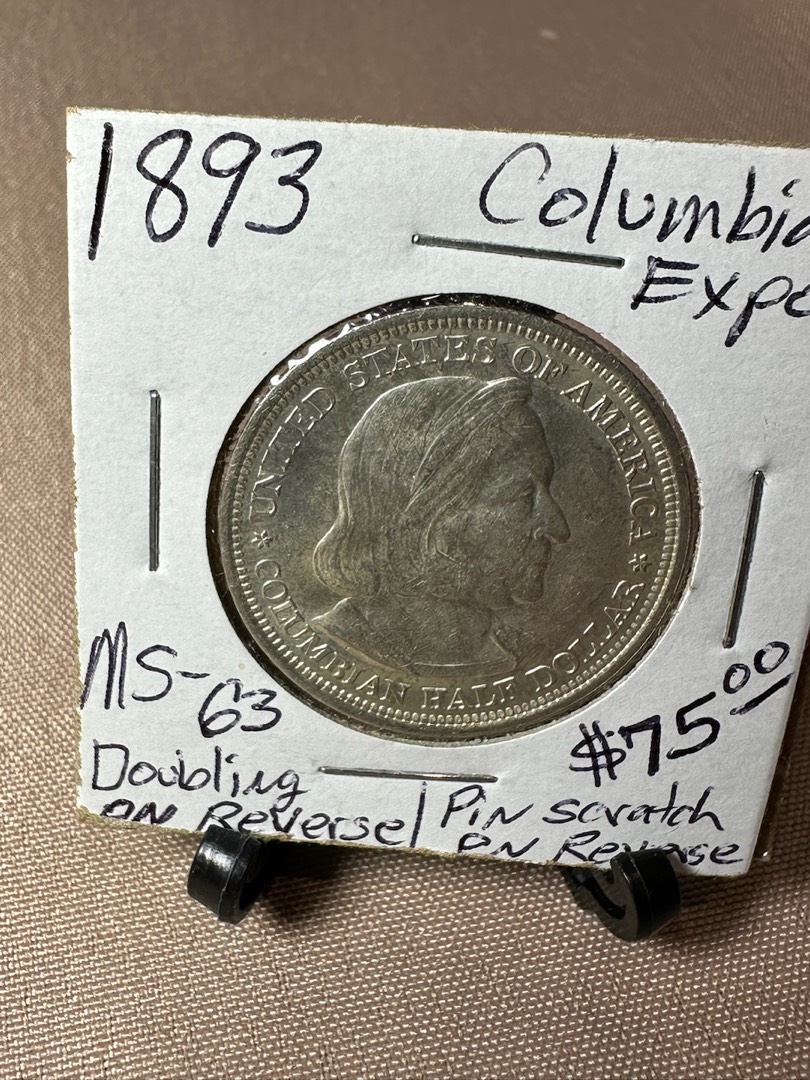 1893
Columbia
Expo
UNITED STATES OF AMERICA
* COLUMBIAN HALF DOLLAR *
MS-63
$75.00
Doubling
ON Reverse/
Pin scratch
ON Reverse